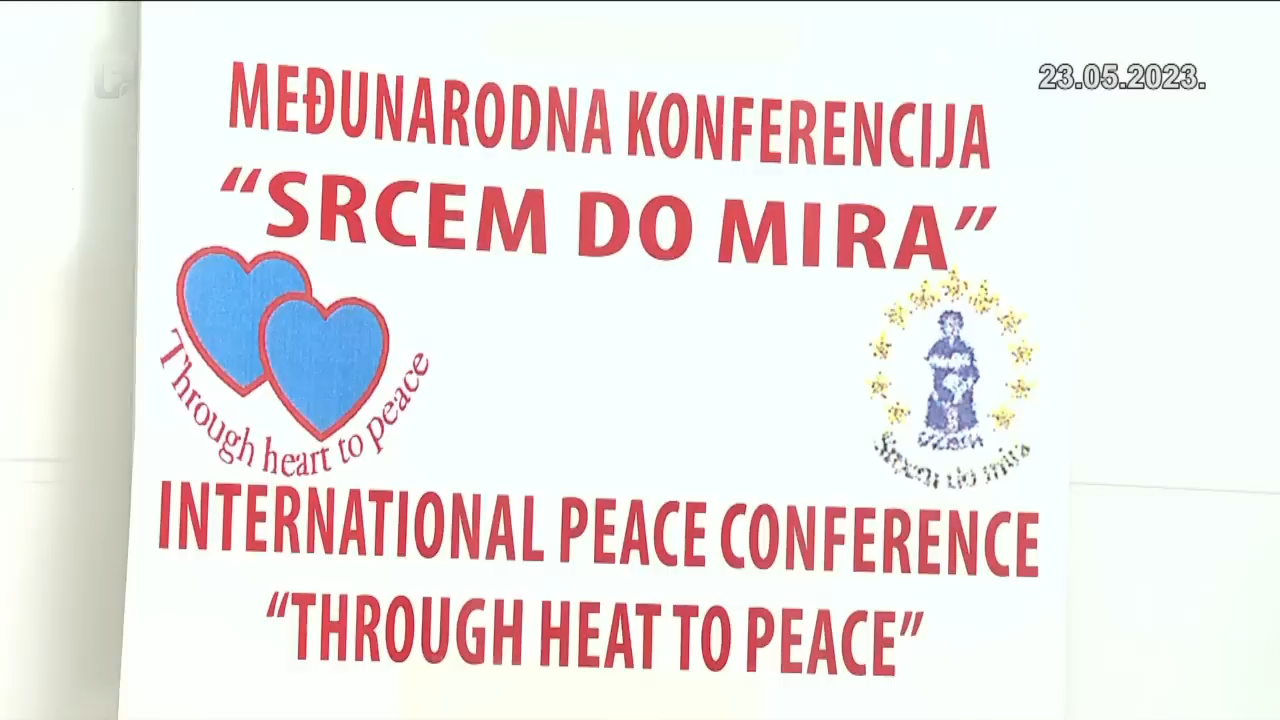 23.05.2023.
MEĐUNARODNA KONFERENCIJA
“SRCEM DO MIRA”
Through heart to peace
Srcem do mira
INTERNATIONAL PEACE CONFERENCE
“THROUGH HEAT TO PEACE”